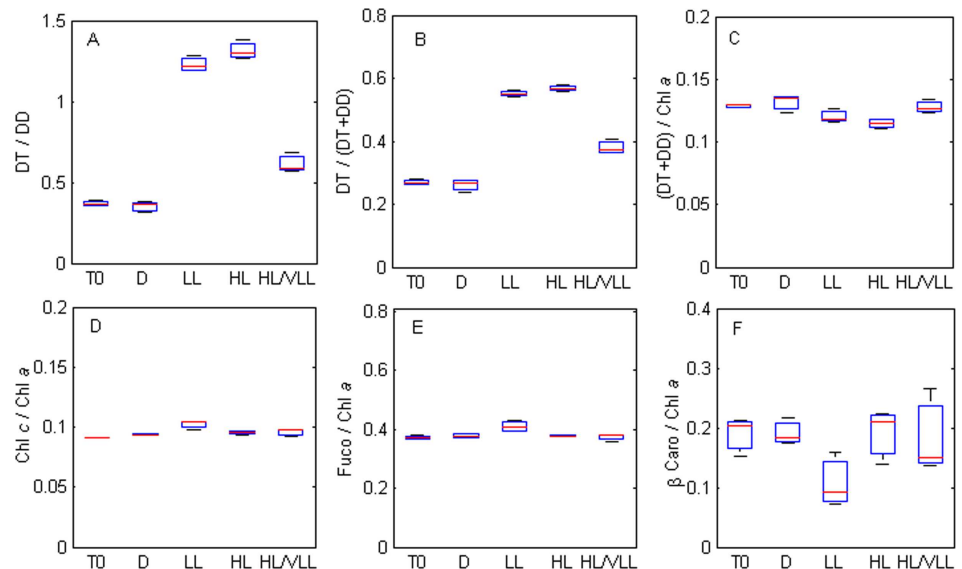 A
DT / DD
1.5
1
0.5
0
T0 D LL HL HL/VLL
B
DT / (DT+DD)
0.8
0.6
0.4
0.2
0
T0 D LL HL HL/VLL
C
(DT+DD) / Chl a
0.2
0.15
0.1
0.05
0
T0 D LL HL HL/VLL
D
Chl c / Chl a
0.2
0.15
0.1
0.05
0
T0 D LL HL HL/VLL
E
Fuco / Chl a
0.8
0.6
0.4
0.2
0
T0 D LL HL HL/VLL
F
β Caro / Chl a
0.4
0.3
0.2
0.1
0
T0 D LL HL HL/VLL